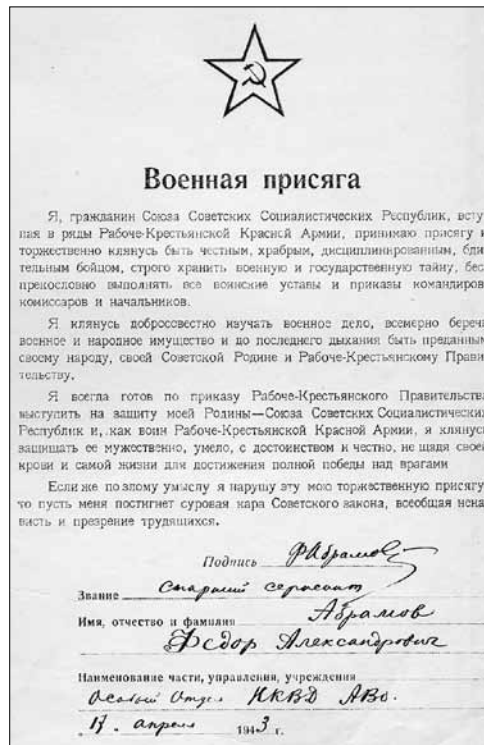 Военная присяга
Я, гражданин Союза Советских Социалистических Республик, всту-
пая в ряды Рабоче-Крестьянской Красной Армии, принимаю присягу и
торжественно клянусь быть честным, храбрым, дисциплинированным, бди-
тельным бойцом, строго хранить военную и государственную тайну, бес-
прекословно выполнять все воинские уставы и приказы командиров,
комиссаров и начальников.
Я клянусь добросовестно изучать военное дело, всемерно беречь
военное и народное имущество и до последнего дыхания быть преданным
своему народу, своей Советской Родине и Рабоче-Крестьянскому Прави-
тельству.
Я всегда готов по приказу Рабоче-Крестьянского Правительства
выступить на защиту моей Родины—Союза Советских Социалистических
Республик и, как воин Рабоче-Крестьянской Красной Армии, я клянусь
защищать ее мужественно, умело, с достоинством и честно, не щадя своей
крови и самой жизни для достижения полной победы над врагами
Если же по злому умыслу я нарушу эту мою торжественную присягу,
то пусть меня постигнет суровая кара Советского закона, всеобщая нена-
висть и презрение трудящихся.
Подпись ФАбрамов
Звание старший сержант
Имя, отчество и фамилия Абрамов
Федор Александрович
Наименование части, управления, учреждения
Особый Отдел НКВД АВО.
"17. апреля 1943 г.